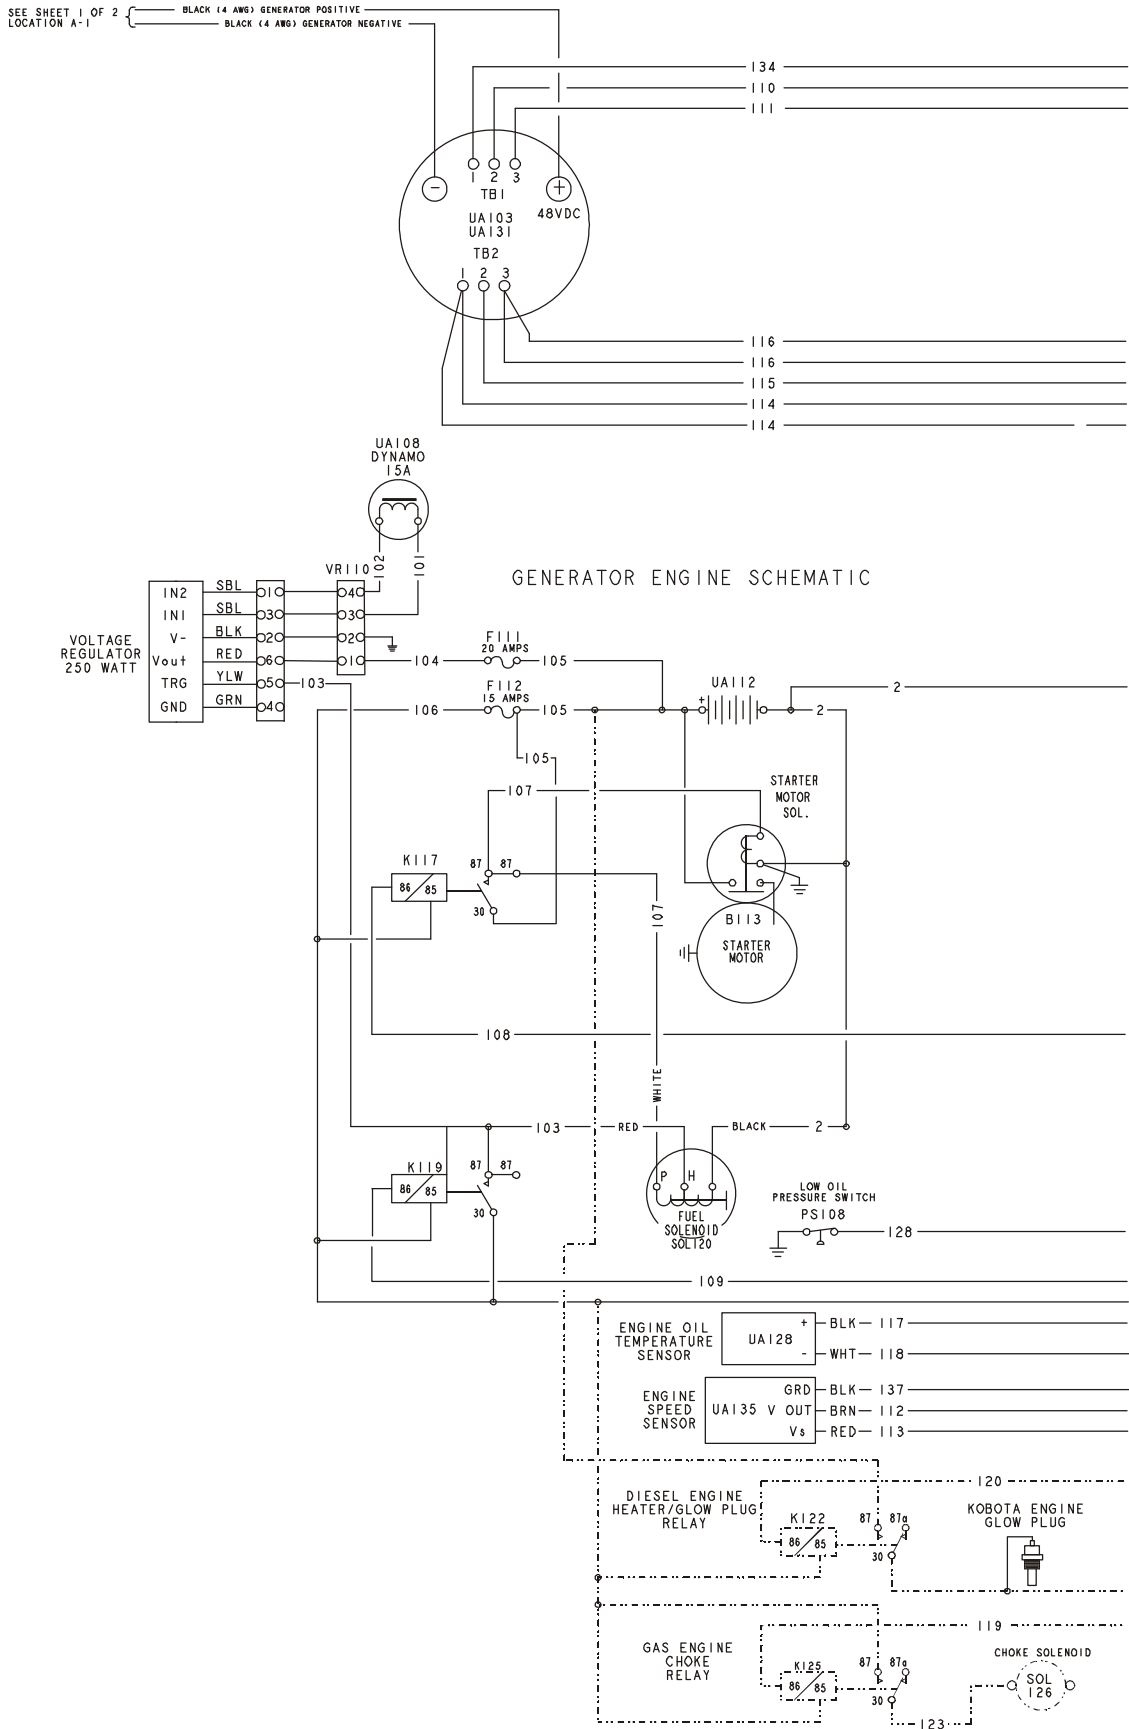 SEE SHEET 1 OF 2
LOCATION A-1
BLACK (4 AWG) GENERATOR POSITIVE
BLACK (4 AWG) GENERATOR NEGATIVE
134
110
111
1 2 3
TB1
- +
48VDC
UA103
UA131
TB2
1 2 3
116
116
115
114
114
UA108
DYNAMO
15A
102
101
VR110
GENERATOR ENGINE SCHEMATIC
VOLTAGE
REGULATOR
250 WATT
IN2 SBL 1 4
IN1 SBL 3 3
V- BLK 2 2
Vout RED 6 1 104
TRG YLW 5 103
GND GRN 4
F111
20 AMPS
105
F112
15 AMPS
106
105
105
UA112
+
2
2
107
STARTER
MOTOR
SOL.
K117
86 85
87 87
30
107
B113
STARTER
MOTOR
108
WHITE
103
RED
BLACK
2
K119
86 85
87 87
30
P H
FUEL
SOLENOID
SOL120
LOW OIL
PRESSURE SWITCH
PS108
128
109
ENGINE OIL
TEMPERATURE
SENSOR
UA128
+ BLK 117
- WHT 118
ENGINE
SPEED
SENSOR
UA135
GRD BLK 137
V OUT BRN 112
Vs RED 113
120
DIESEL ENGINE
HEATER/GLOW PLUG
RELAY
K122
86 85
87 87a
30
KOBOTA ENGINE
GLOW PLUG
119
GAS ENGINE
CHOKE
RELAY
K125
86 85
87 87a
30
CHOKE SOLENOID
SOL
126
123